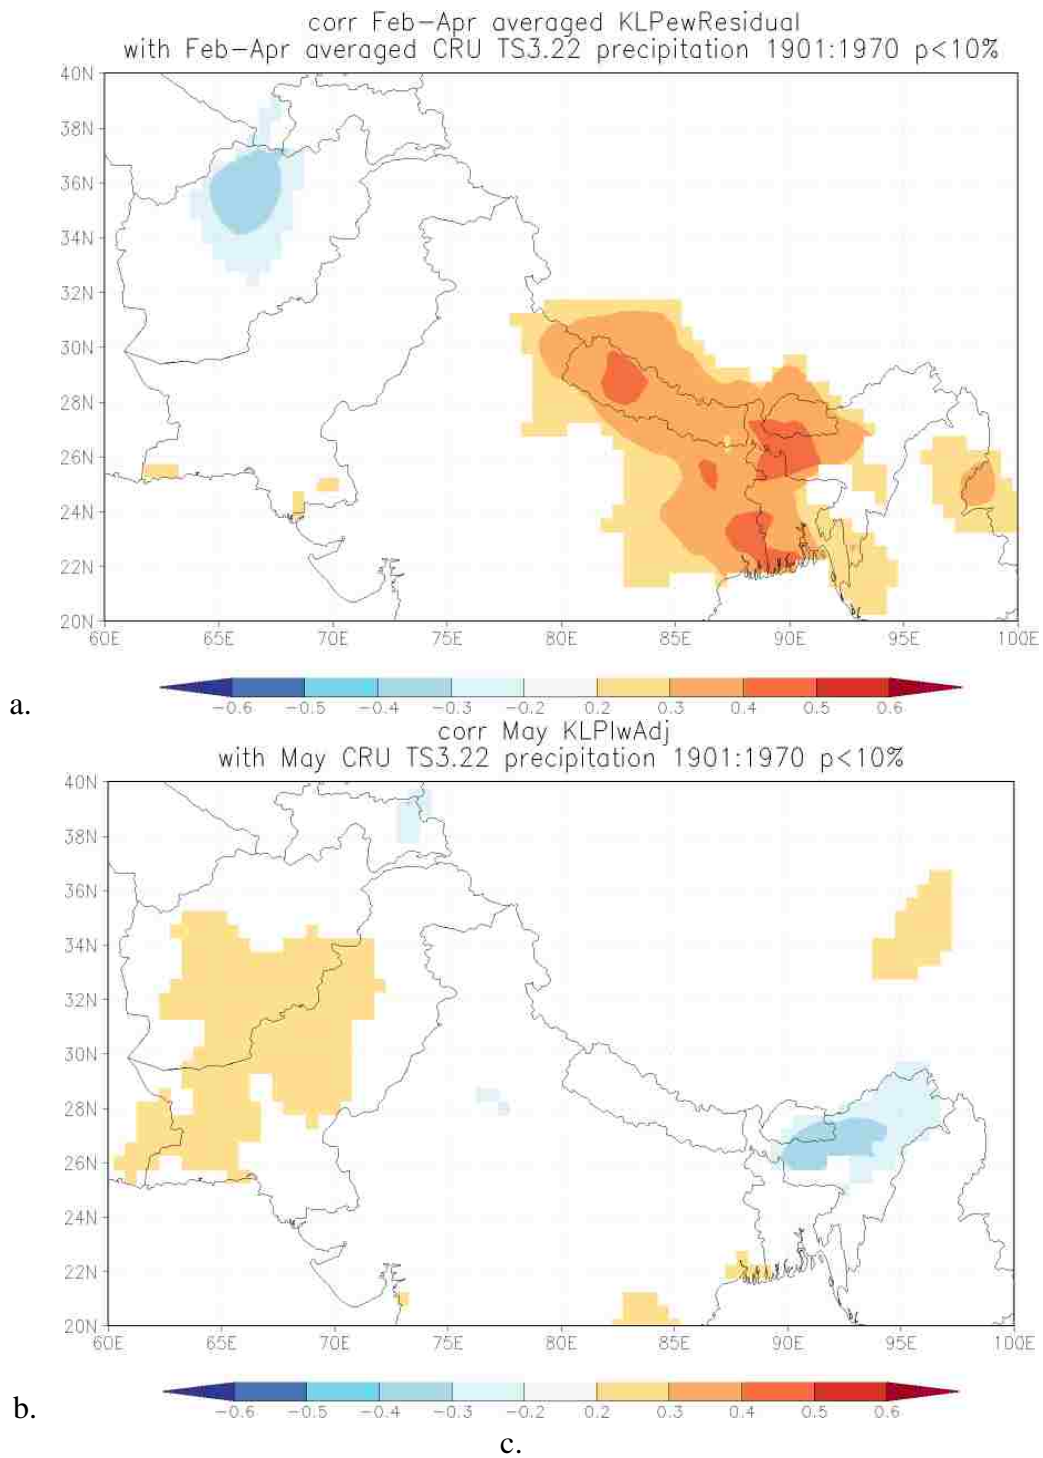 corr Feb-Apr averaged KLPewResidual
with Feb-Apr averaged CRU TS3.22 precipitation 1901:1970 p<10%
40N
38N
36N
34N
32N
30N
28N
26N
24N
22N
20N
60E 65E 70E 75E 80E 85E 90E 95E 100E
a.
-0.6 -0.5 -0.4 -0.3 -0.2 0.2 0.3 0.4 0.5 0.6
corr May KLPlwAdj
with May CRU TS3.22 precipitation 1901:1970 p<10%
40N
38N
36N
34N
32N
30N
28N
26N
24N
22N
20N
60E 65E 70E 75E 80E 85E 90E 95E 100E
b.
-0.6 -0.5 -0.4 -0.3 -0.2 0.2 0.3 0.4 0.5 0.6
c.